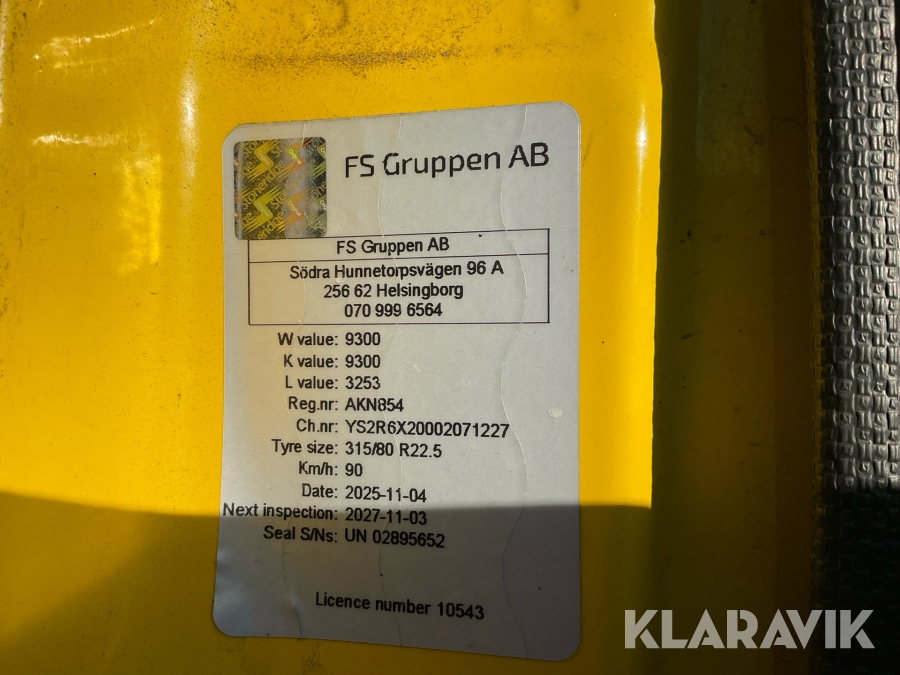 FS Gruppen AB
FS Gruppen AB
Södra Hunnetorpsvägen 96 A
256 62 Helsingborg
070 999 6564
W value: 9300
K value: 9300
L value: 3253
Reg.nr: AKN854
Ch.nr: YS2R6X20002071227
Tyre size: 315/80 R22.5
Km/h: 90
Date: 2025-11-04
Next inspection: 2027-11-03
Seal S/Ns: UN 02895652
Licence number 10543
KLARAVIK